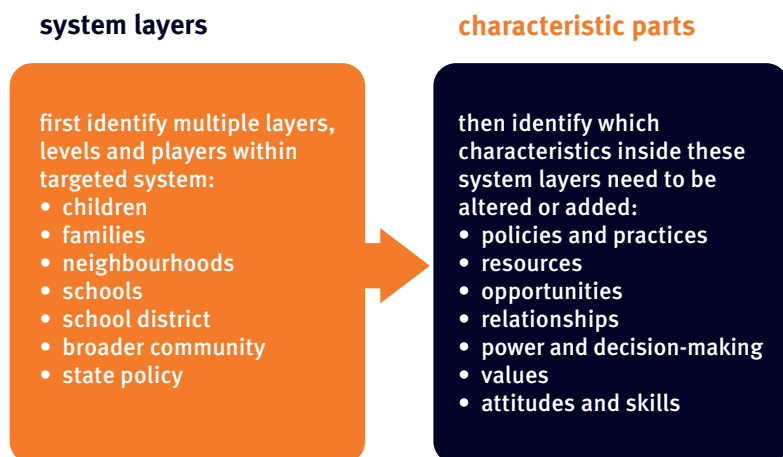 system layers
first identify multiple layers,
levels and players within
targeted system:
• children
• families
• neighbourhoods
• schools
• school district
• broader community
• state policy
characteristic parts
then identify which
characteristics inside these
system layers need to be
altered or added:
• policies and practices
• resources
• opportunities
• relationships
• power and decision-making
• values
• attitudes and skills